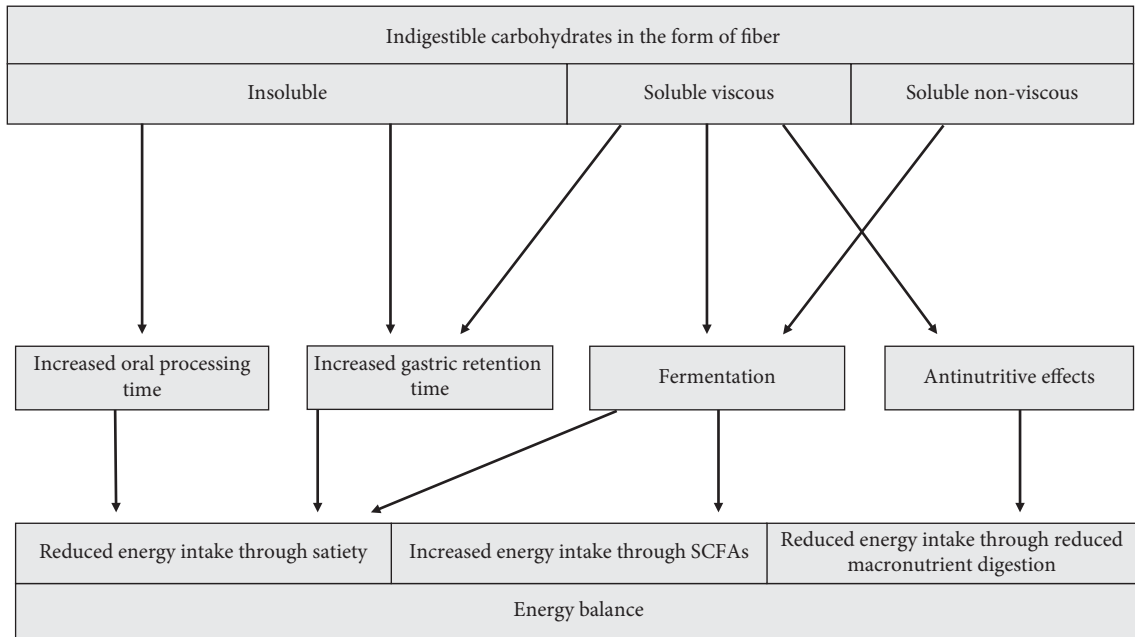 Indigestible carbohydrates in the form of fiber
Insoluble
Soluble viscous
Soluble non-viscous
Increased oral processing
time
Increased gastric retention
time
Fermentation
Antinutritive effects
Reduced energy intake through satiety
Increased energy intake through SCFAs
Reduced energy intake through reduced
macronutrient digestion
Energy balance